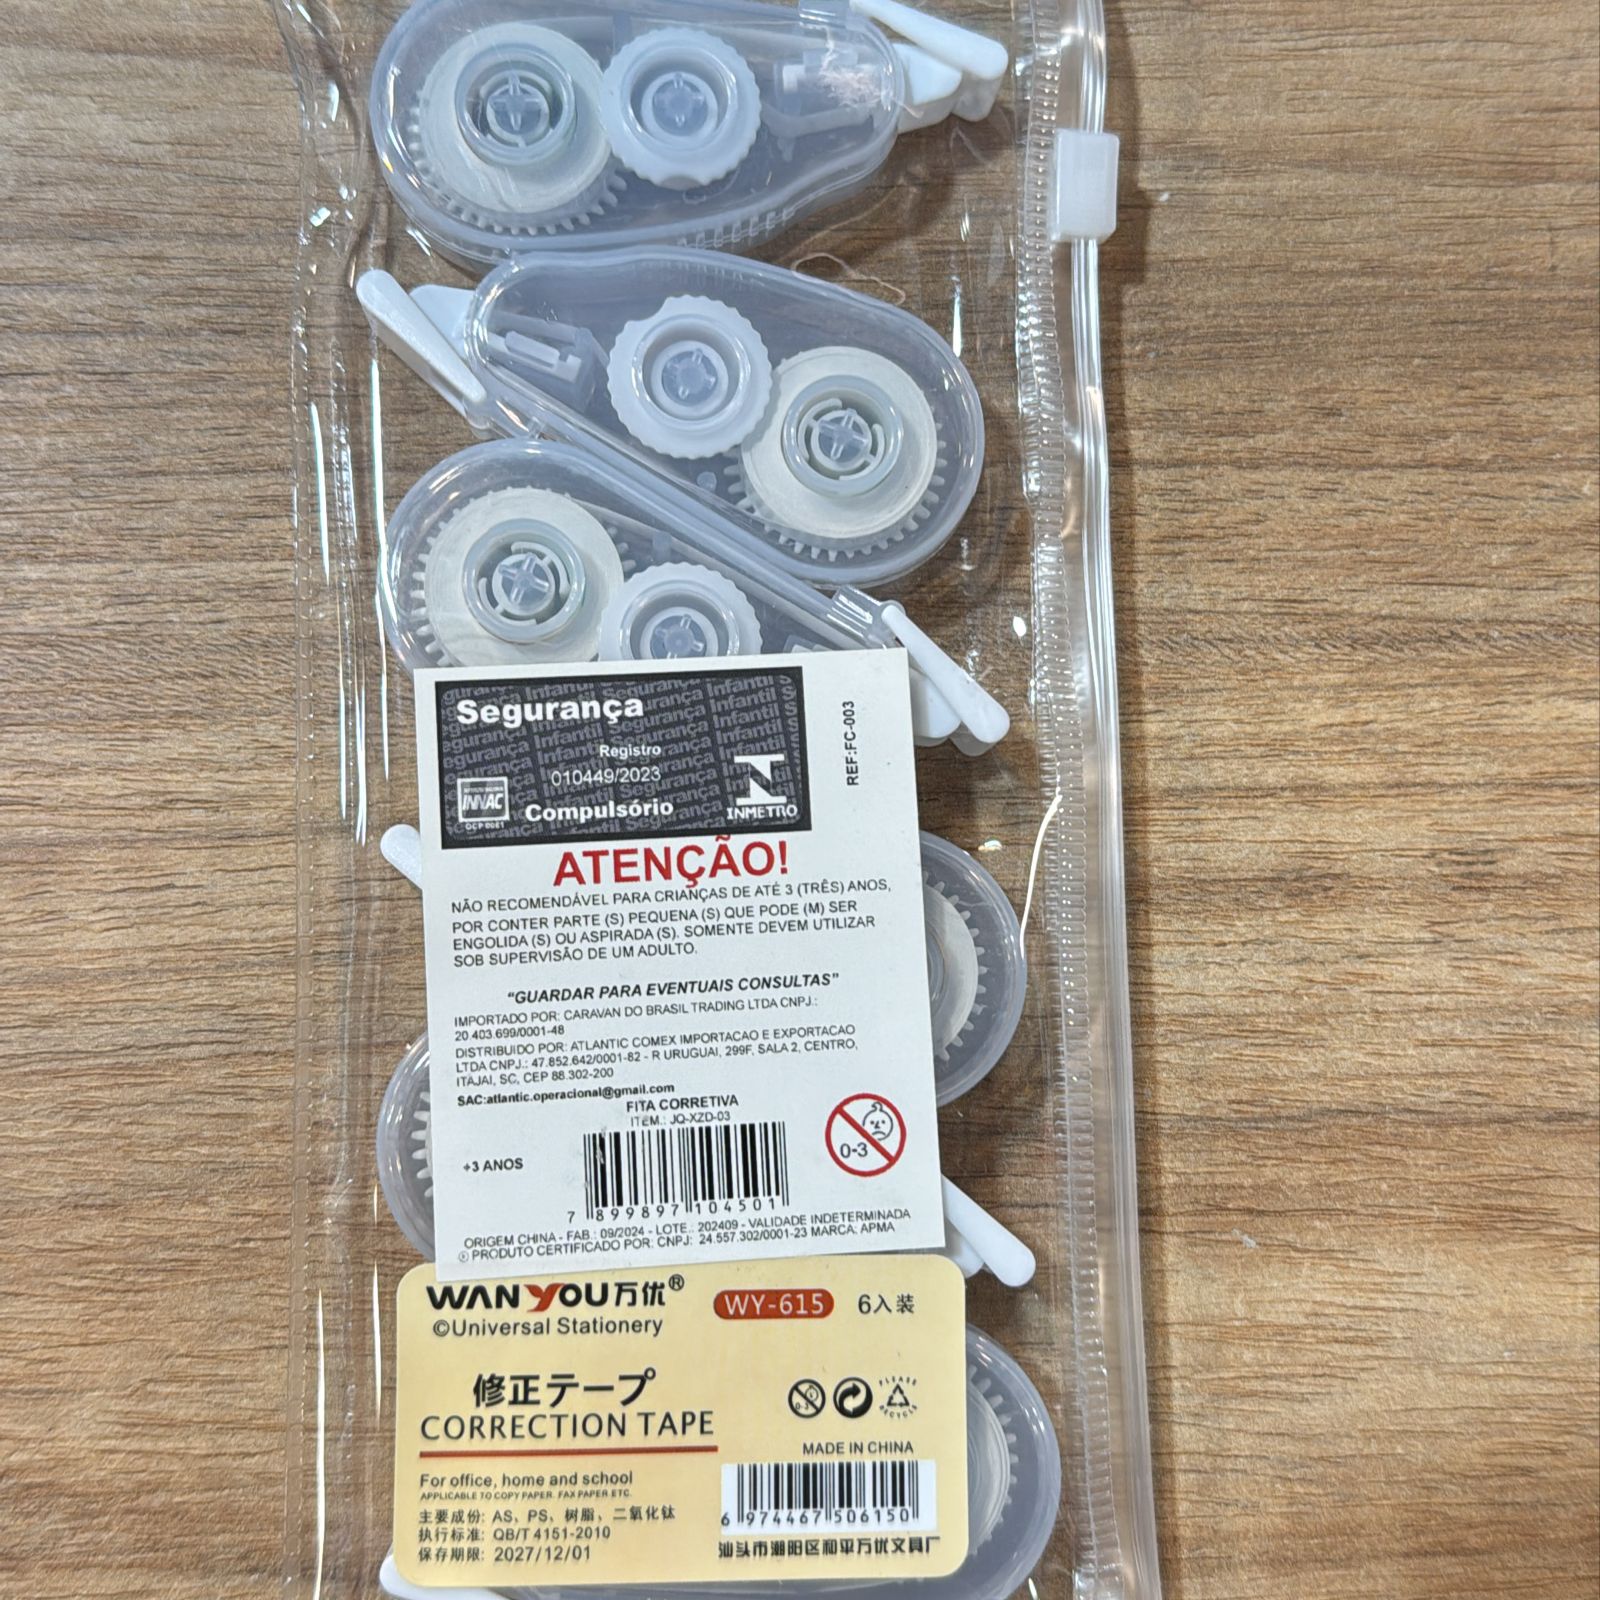 Segurança
Registro
010449/2023
Compulsório
INNAC
OCP 0061
INMETRO
REF:FC-003
ATENÇÃO!
NÃO RECOMENDÁVEL PARA CRIANÇAS DE ATÉ 3 (TRÊS) ANOS,
POR CONTER PARTE (S) PEQUENA (S) QUE PODE (M) SER
ENGOLIDA (S) OU ASPIRADA (S). SOMENTE DEVEM UTILIZAR
SOB SUPERVISÃO DE UM ADULTO.
“GUARDAR PARA EVENTUAIS CONSULTAS”
IMPORTADO POR: CARAVAN DO BRASIL TRADING LTDA CNPJ.:
20.403.699/0001-48
DISTRIBUIDO POR: ATLANTIC COMEX IMPORTACAO E EXPORTACAO
LTDA CNPJ.: 47.852.642/0001-82 - R URUGUAI, 299F, SALA 2, CENTRO,
ITAJAI, SC, CEP 88.302-200
SAC:atlantic.operacional@gmail.com
FITA CORRETIVA
ITEM.: JQ-XZD-03
+3 ANOS
0-3
7 899897 104501
ORIGEM CHINA - FAB.: 09/2024 - LOTE.: 202409 - VALIDADE INDETERMINADA
PRODUTO CERTIFICADO POR: CNPJ: 24.557.302/0001-23 MARCA: APMA
WANYOU万优®
WY-615
6入装
©Universal Stationery
修正テープ
CORRECTION TAPE
PLEASE
RECYCLE
MADE IN CHINA
For office, home and school
APPLICABLE TO COPY PAPER. FAX PAPER ETC.
主要成份: AS、PS、树脂、二氧化钛
执行标准: QB/T 4151-2010
保存期限: 2027/12/01
6 974467 506150
汕头市潮阳区和平万优文具厂